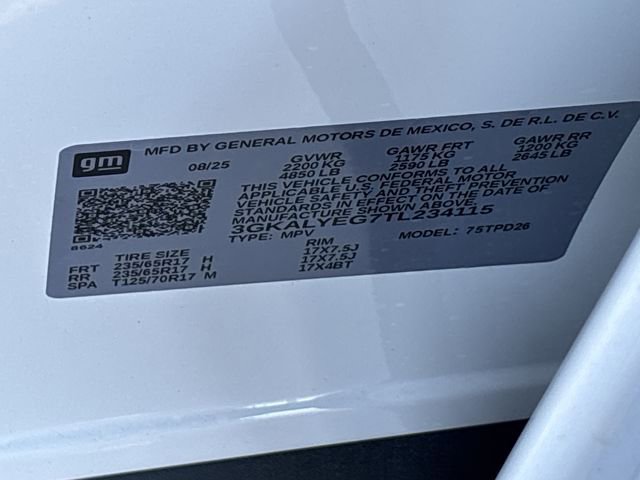 gm MFD BY GENERAL MOTORS DE MEXICO, S. DE R.L. DE C.V.
08/25 GVWR GAWR FRT GAWR RR
2200 KG 1175 KG 1200 KG
4850 LB 2590 LB 2645 LB
THIS VEHICLE CONFORMS TO ALL
APPLICABLE U.S. FEDERAL MOTOR
VEHICLE SAFETY AND THEFT PREVENTION
STANDARDS IN EFFECT ON THE DATE OF
MANUFACTURE SHOWN ABOVE.
3GKALYEG7TL234115
8624 TYPE: MPV MODEL: 75TPD26
TIRE SIZE RIM
FRT 235/65R17 H 17X7.5J
RR 235/65R17 H 17X7.5J
SPA T125/70R17 M 17X4BT